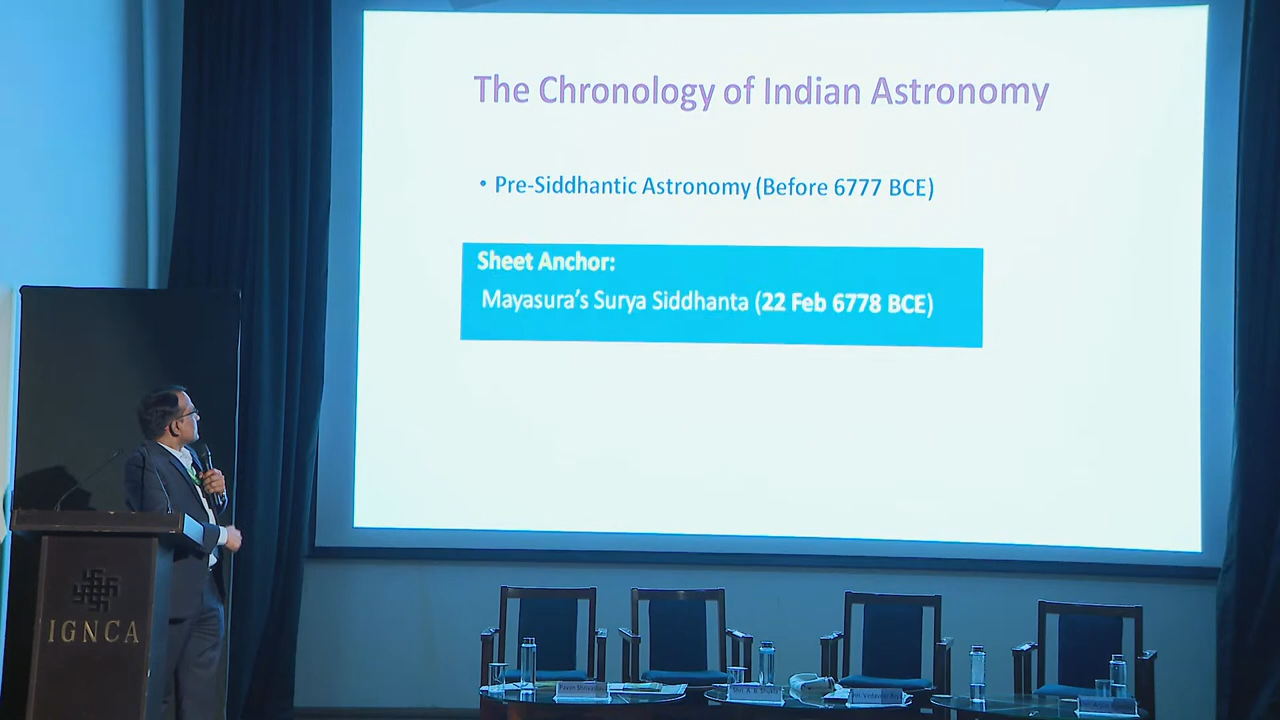 The Chronology of Indian Astronomy
• Pre-Siddhantic Astronomy (Before 6777 BCE)
Sheet Anchor:
Mayasura's Surya Siddhanta (22 Feb 6778 BCE)
IGNCA